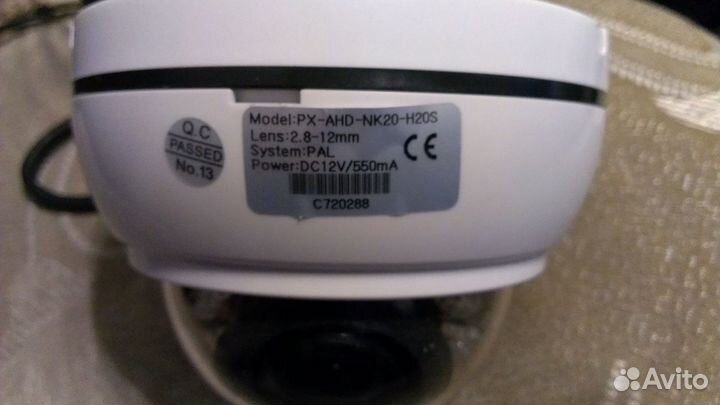 Model:PX-AHD-NK20-H20S
Lens:2.8-12mm
System:PAL
Power:DC12V/550mA
CE
C720288
Q.C
PASSED
No.13
Avito